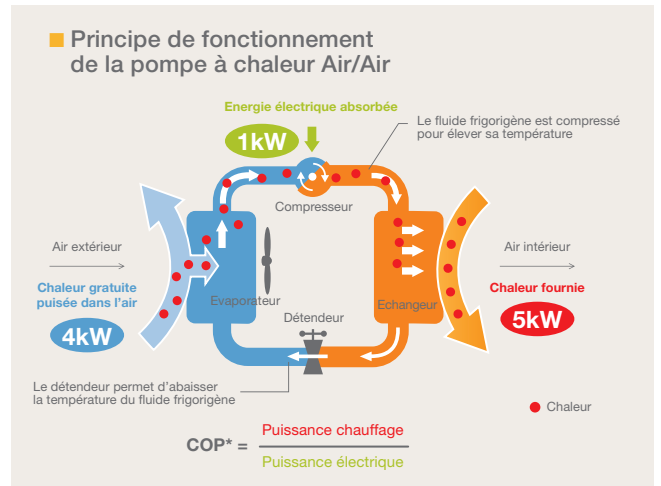 Principe de fonctionnement
de la pompe à chaleur Air/Air
Energie électrique absorbée
1kW
Le fluide frigorigène est compressé
pour élever sa température
Compresseur
Air extérieur
Chaleur gratuite
puisée dans l'air
4kW
Evaporateur
Détendeur
Echangeur
Air intérieur
Chaleur fournie
5kW
Le détendeur permet d'abaisser
la température du fluide frigorigène
Chaleur
COP* =
Puissance chauffage
Puissance électrique